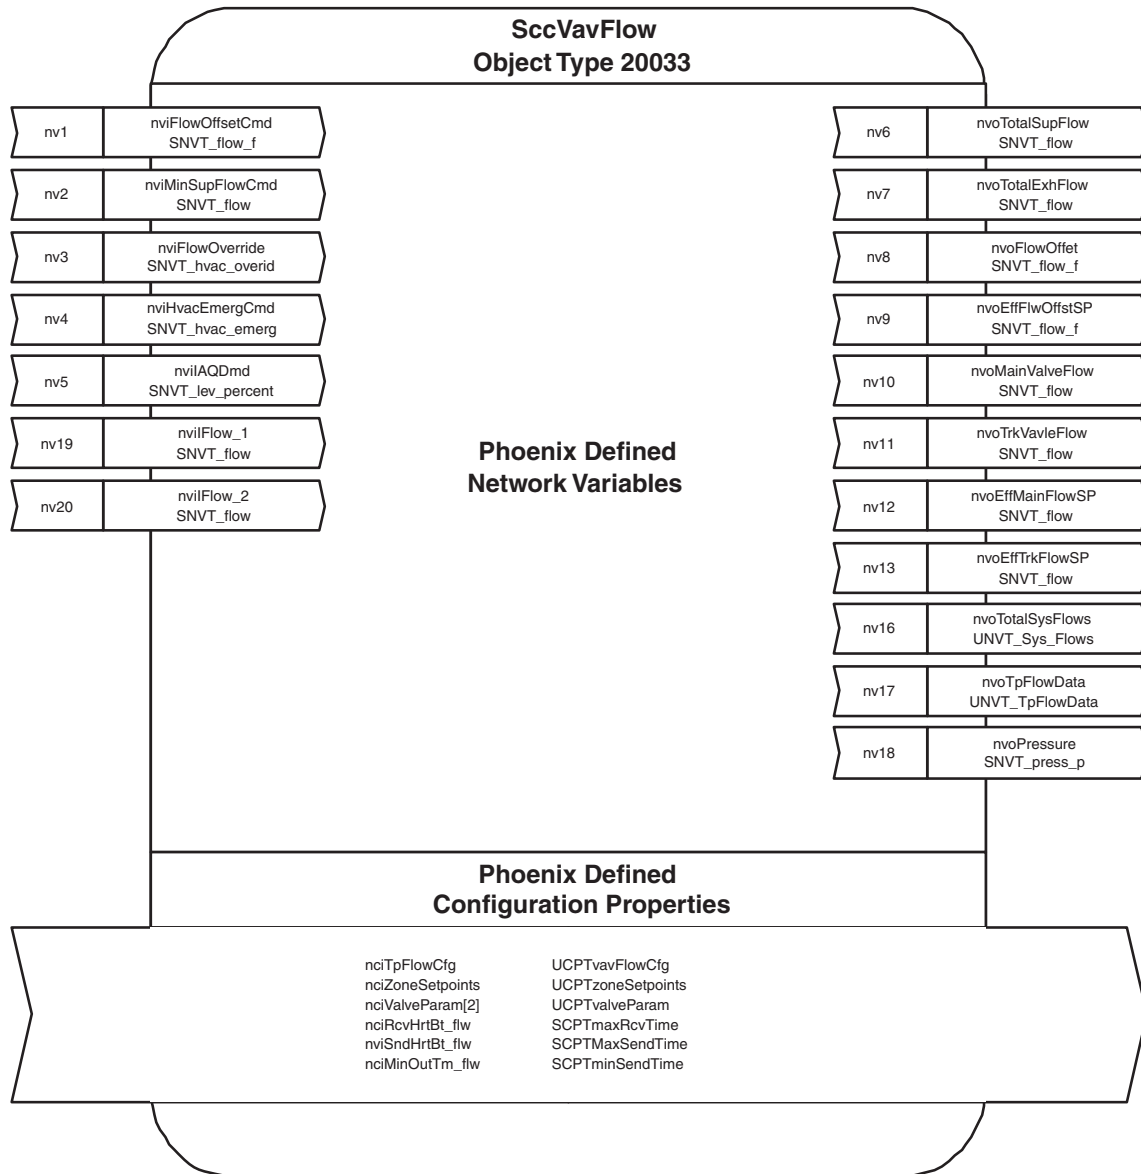 SccVavFlow
Object Type 20033
nv1
nviFlowOffsetCmd
SNVT_flow_f
nv2
nviMinSupFlowCmd
SNVT_flow
nv3
nviFlowOverride
SNVT_hvac_overid
nv4
nviHvacEmergCmd
SNVT_hvac_emerg
nv5
nviIAQDmd
SNVT_lev_percent
nv19
nvilFlow_1
SNVT_flow
nv20
nvilFlow_2
SNVT_flow
Phoenix Defined
Network Variables
nv6
nvoTotalSupFlow
SNVT_flow
nv7
nvoTotalExhFlow
SNVT_flow
nv8
nvoFlowOffet
SNVT_flow_f
nv9
nvoEffFlwOffstSP
SNVT_flow_f
nv10
nvoMainValveFlow
SNVT_flow
nv11
nvoTrkVavleFlow
SNVT_flow
nv12
nvoEffMainFlowSP
SNVT_flow
nv13
nvoEffTrkFlowSP
SNVT_flow
nv16
nvoTotalSysFlows
UNVT_Sys_Flows
nv17
nvoTpFlowData
UNVT_TpFlowData
nv18
nvoPressure
SNVT_press_p
Phoenix Defined
Configuration Properties
nciTpFlowCfg UCPTvavFlowCfg
nciZoneSetpoints UCPTzoneSetpoints
nciValveParam[2] UCPTvalveParam
nciRcvHrtBt_flw SCPTmaxRcvTime
nviSndHrtBt_flw SCPTMaxSendTime
nciMinOutTm_flw SCPTminSendTime